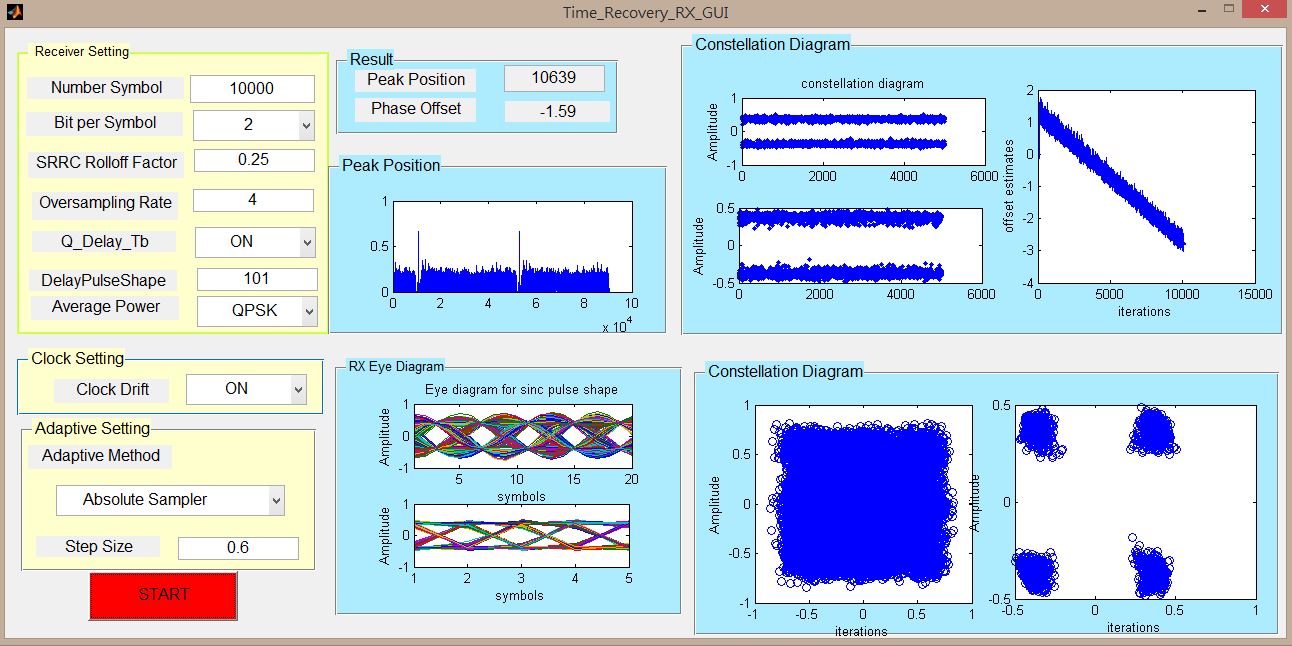 Time_Recovery_RX_GUI
Receiver Setting
Number Symbol 10000
Bit per Symbol 2
SRRC Rolloff Factor 0.25
Oversampling Rate 4
Q_Delay_Tb ON
DelayPulseShape 101
Average Power QPSK
Clock Setting
Clock Drift ON
Adaptive Setting
Adaptive Method
Absolute Sampler
Step Size 0.6
START
Result
Peak Position 10639
Phase Offset -1.59
Peak Position
1
0.5
0
0 2 4 6 8 10
x 10^4
RX Eye Diagram
Eye diagram for sinc pulse shape
Amplitude
1
0
-1
5 10 15 20
symbols
Amplitude
1
0
-1
1 2 3 4 5
symbols
Constellation Diagram
constellation diagram
Amplitude
1
0
-1
0 2000 4000 6000
Amplitude
0.5
0
-0.5
0 2000 4000 6000
offset estimates
2
1
0
-1
-2
-3
-4
0 5000 10000 15000
iterations
Constellation Diagram
Amplitude
1
0.5
0
-0.5
-1
-1 -0.5 0 0.5 1
iterations
Amplitude
0.5
0
-0.5
-0.5 0 0.5 1
iterations